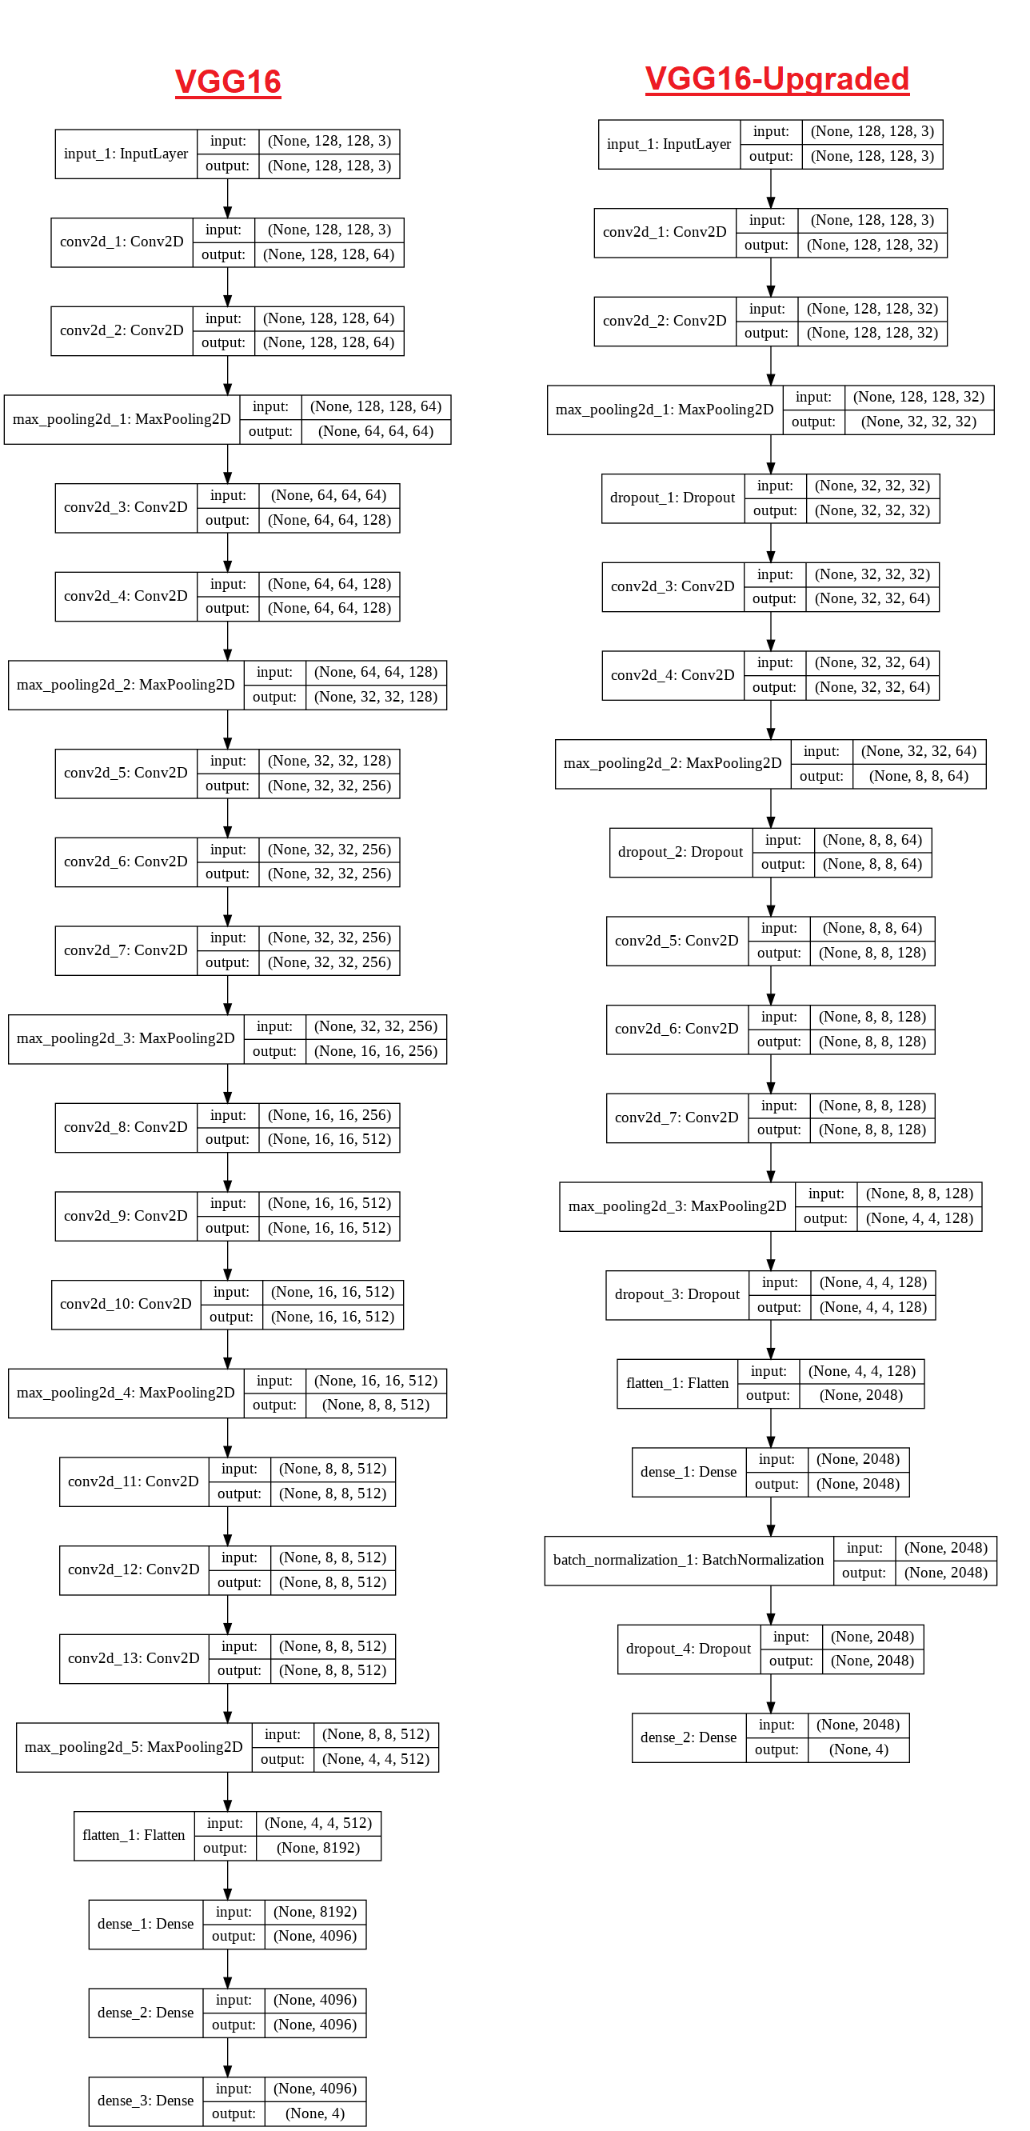 VGG16
input_1: InputLayer
input: (None, 128, 128, 3)
output: (None, 128, 128, 3)
conv2d_1: Conv2D
input: (None, 128, 128, 3)
output: (None, 128, 128, 64)
conv2d_2: Conv2D
input: (None, 128, 128, 64)
output: (None, 128, 128, 64)
max_pooling2d_1: MaxPooling2D
input: (None, 128, 128, 64)
output: (None, 64, 64, 64)
conv2d_3: Conv2D
input: (None, 64, 64, 64)
output: (None, 64, 64, 128)
conv2d_4: Conv2D
input: (None, 64, 64, 128)
output: (None, 64, 64, 128)
max_pooling2d_2: MaxPooling2D
input: (None, 64, 64, 128)
output: (None, 32, 32, 128)
conv2d_5: Conv2D
input: (None, 32, 32, 128)
output: (None, 32, 32, 256)
conv2d_6: Conv2D
input: (None, 32, 32, 256)
output: (None, 32, 32, 256)
conv2d_7: Conv2D
input: (None, 32, 32, 256)
output: (None, 32, 32, 256)
max_pooling2d_3: MaxPooling2D
input: (None, 32, 32, 256)
output: (None, 16, 16, 256)
conv2d_8: Conv2D
input: (None, 16, 16, 256)
output: (None, 16, 16, 512)
conv2d_9: Conv2D
input: (None, 16, 16, 512)
output: (None, 16, 16, 512)
conv2d_10: Conv2D
input: (None, 16, 16, 512)
output: (None, 16, 16, 512)
max_pooling2d_4: MaxPooling2D
input: (None, 16, 16, 512)
output: (None, 8, 8, 512)
conv2d_11: Conv2D
input: (None, 8, 8, 512)
output: (None, 8, 8, 512)
conv2d_12: Conv2D
input: (None, 8, 8, 512)
output: (None, 8, 8, 512)
conv2d_13: Conv2D
input: (None, 8, 8, 512)
output: (None, 8, 8, 512)
max_pooling2d_5: MaxPooling2D
input: (None, 8, 8, 512)
output: (None, 4, 4, 512)
flatten_1: Flatten
input: (None, 4, 4, 512)
output: (None, 8192)
dense_1: Dense
input: (None, 8192)
output: (None, 4096)
dense_2: Dense
input: (None, 4096)
output: (None, 4096)
dense_3: Dense
input: (None, 4096)
output: (None, 4)
VGG16-Upgraded
input_1: InputLayer
input: (None, 128, 128, 3)
output: (None, 128, 128, 3)
conv2d_1: Conv2D
input: (None, 128, 128, 3)
output: (None, 128, 128, 32)
conv2d_2: Conv2D
input: (None, 128, 128, 32)
output: (None, 128, 128, 32)
max_pooling2d_1: MaxPooling2D
input: (None, 128, 128, 32)
output: (None, 32, 32, 32)
dropout_1: Dropout
input: (None, 32, 32, 32)
output: (None, 32, 32, 32)
conv2d_3: Conv2D
input: (None, 32, 32, 32)
output: (None, 32, 32, 64)
conv2d_4: Conv2D
input: (None, 32, 32, 64)
output: (None, 32, 32, 64)
max_pooling2d_2: MaxPooling2D
input: (None, 32, 32, 64)
output: (None, 8, 8, 64)
dropout_2: Dropout
input: (None, 8, 8, 64)
output: (None, 8, 8, 64)
conv2d_5: Conv2D
input: (None, 8, 8, 64)
output: (None, 8, 8, 128)
conv2d_6: Conv2D
input: (None, 8, 8, 128)
output: (None, 8, 8, 128)
conv2d_7: Conv2D
input: (None, 8, 8, 128)
output: (None, 8, 8, 128)
max_pooling2d_3: MaxPooling2D
input: (None, 8, 8, 128)
output: (None, 4, 4, 128)
dropout_3: Dropout
input: (None, 4, 4, 128)
output: (None, 4, 4, 128)
flatten_1: Flatten
input: (None, 4, 4, 128)
output: (None, 2048)
dense_1: Dense
input: (None, 2048)
output: (None, 2048)
batch_normalization_1: BatchNormalization
input: (None, 2048)
output: (None, 2048)
dropout_4: Dropout
input: (None, 2048)
output: (None, 2048)
dense_2: Dense
input: (None, 2048)
output: (None, 4)